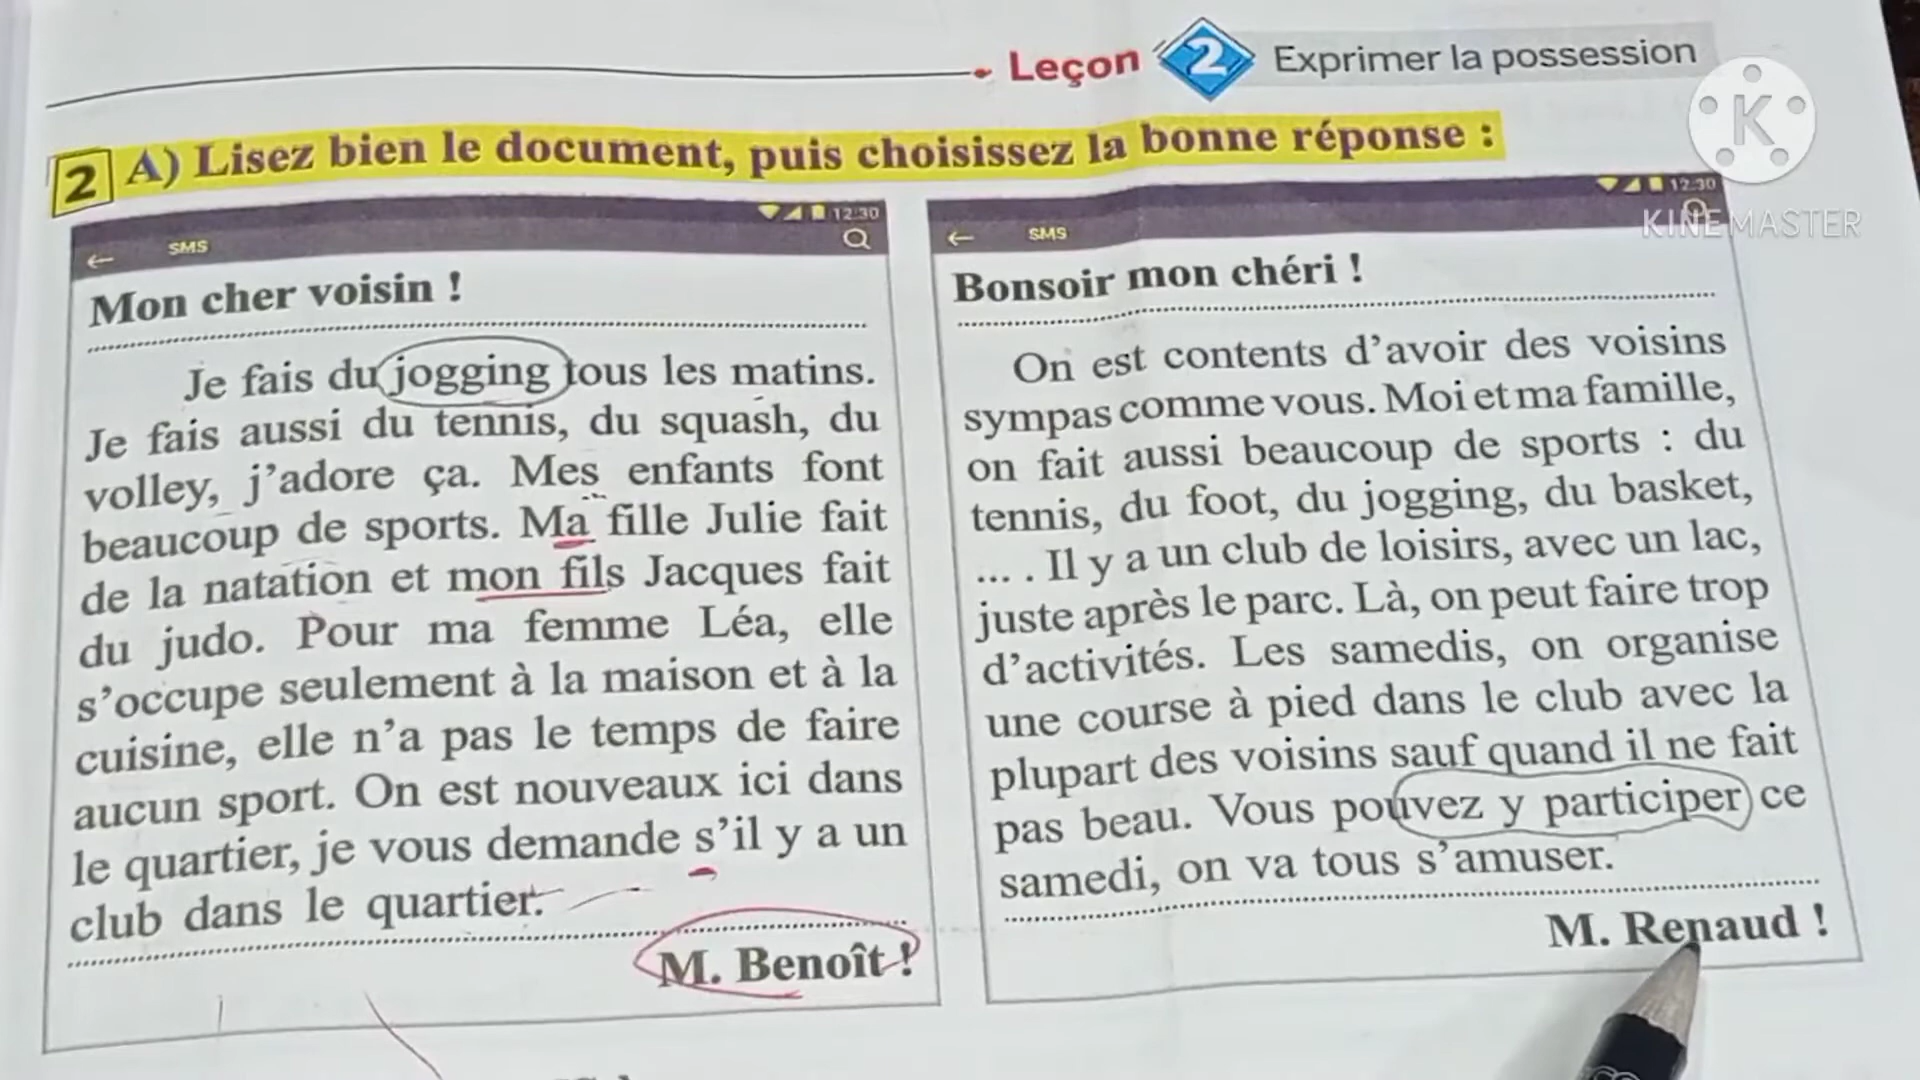 Leçon 2 Exprimer la possession
2 A) Lisez bien le document, puis choisissez la bonne réponse :
K
KINEMASTER
12:30
← SMS
Mon cher voisin !
Je fais du jogging tous les matins.
Je fais aussi du tennis, du squash, du
volley, j'adore ça. Mes enfants font
beaucoup de sports. Ma fille Julie fait
de la natation et mon fils Jacques fait
du judo. Pour ma femme Léa, elle
s'occupe seulement à la maison et à la
cuisine, elle n'a pas le temps de faire
aucun sport. On est nouveaux ici dans
le quartier, je vous demande s'il y a un
club dans le quartier.
M. Benoît !
12:30
← SMS
Bonsoir mon chéri !
On est contents d'avoir des voisins
sympas comme vous. Moi et ma famille,
on fait aussi beaucoup de sports : du
tennis, du foot, du jogging, du basket,
... . Il y a un club de loisirs, avec un lac,
juste après le parc. Là, on peut faire trop
d'activités. Les samedis, on organise
une course à pied dans le club avec la
plupart des voisins sauf quand il ne fait
pas beau. Vous pouvez y participer ce
samedi, on va tous s'amuser.
M. Renaud !